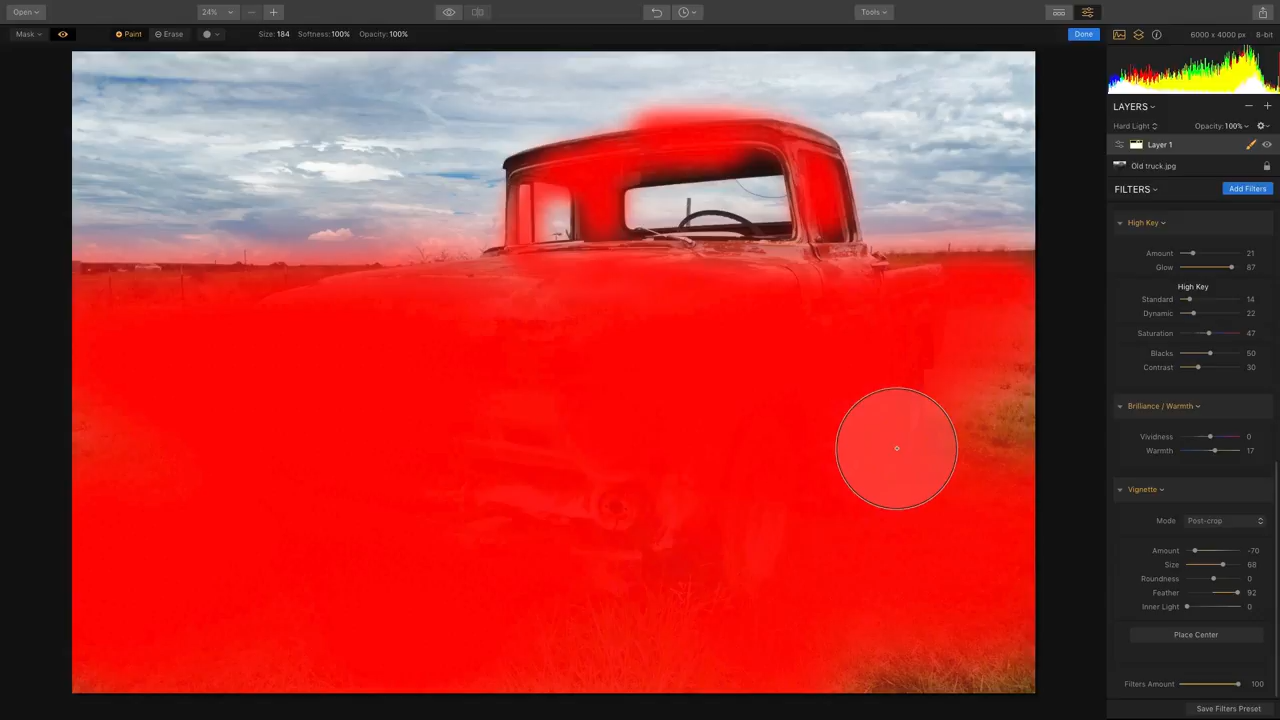 Open
24%
Tools
Mask
Paint
Erase
Size: 184
Softness: 100%
Opacity: 100%
Done
6000 x 4000 px
8-bit
LAYERS
Hard Light
Opacity: 100%
Layer 1
Old truck.jpg
FILTERS
Add Filters
High Key
Amount 21
Glow 87
High Key
Standard 14
Dynamic 22
Saturation 47
Blacks 50
Contrast 30
Brilliance / Warmth
Vividness 0
Warmth 17
Vignette
Mode Post-crop
Amount -70
Size 68
Roundness 0
Feather 92
Inner Light 0
Place Center
Filters Amount 100
Save Filters Preset